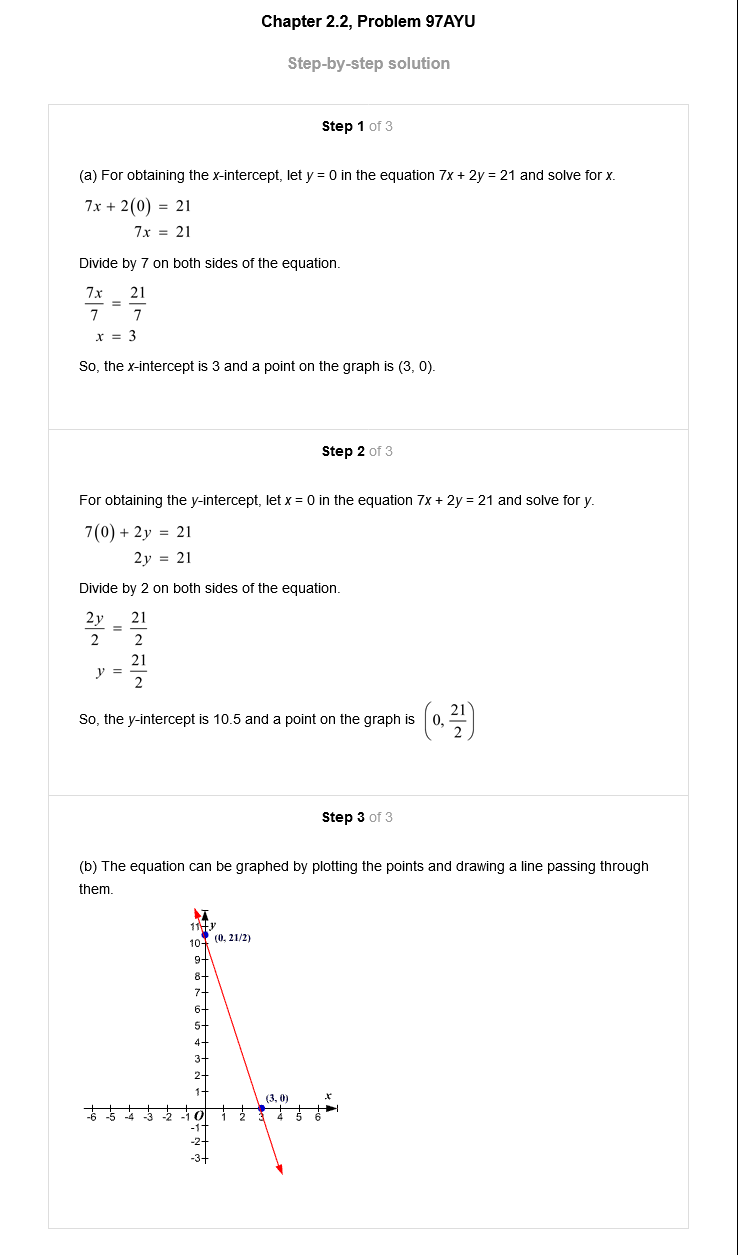 Chapter 2.2, Problem 97AYU
Step-by-step solution
Step 1 of 3
(a) For obtaining the x-intercept, let y = 0 in the equation 7x + 2y = 21 and solve for x.
7x + 2(0) = 21
7x = 21
Divide by 7 on both sides of the equation.
7x/7 = 21/7
x = 3
So, the x-intercept is 3 and a point on the graph is (3, 0).
Step 2 of 3
For obtaining the y-intercept, let x = 0 in the equation 7x + 2y = 21 and solve for y.
7(0) + 2y = 21
2y = 21
Divide by 2 on both sides of the equation.
2y/2 = 21/2
y = 21/2
So, the y-intercept is 10.5 and a point on the graph is (0, 21/2)
Step 3 of 3
(b) The equation can be graphed by plotting the points and drawing a line passing through
them.
11 y
(0, 21/2)
10
9
8
7
6
5
4
3
2
1
(3, 0) x
-6 -5 -4 -3 -2 -1 O 1 2 3 4 5 6
-1
-2
-3